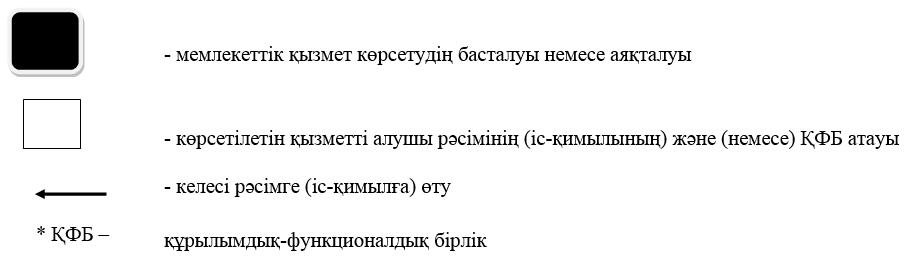 - мемлекеттік қызмет көрсетудің басталуы немесе аяқталуы
- көрсетілетін қызметті алушы рәсімінің (іс-қимылының) және (немесе) ҚФБ атауы
- келесі рәсімге (іс-қимылға) өту
* ҚФБ – құрылымдық-функционалдық бірлік